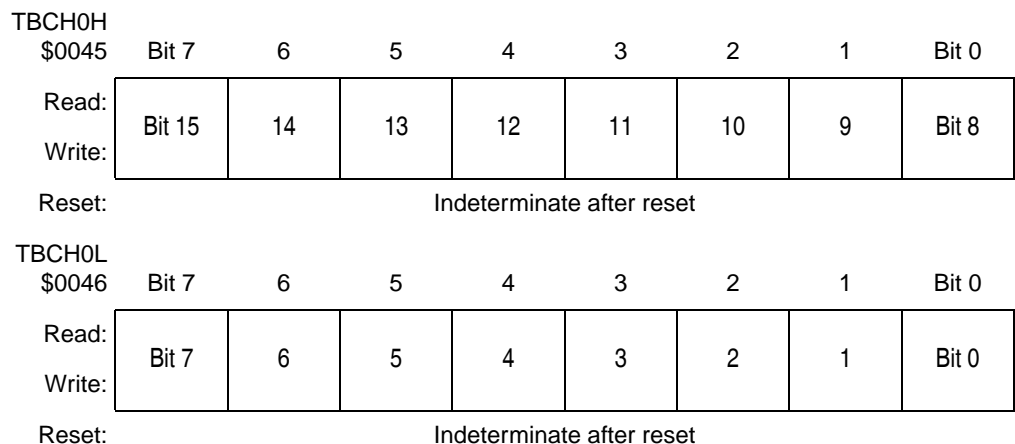 TBCH0H
$0045 Bit 7 6 5 4 3 2 1 Bit 0
Read:
Bit 15 14 13 12 11 10 9 Bit 8
Write:
Reset: Indeterminate after reset
TBCH0L
$0046 Bit 7 6 5 4 3 2 1 Bit 0
Read:
Bit 7 6 5 4 3 2 1 Bit 0
Write:
Reset: Indeterminate after reset